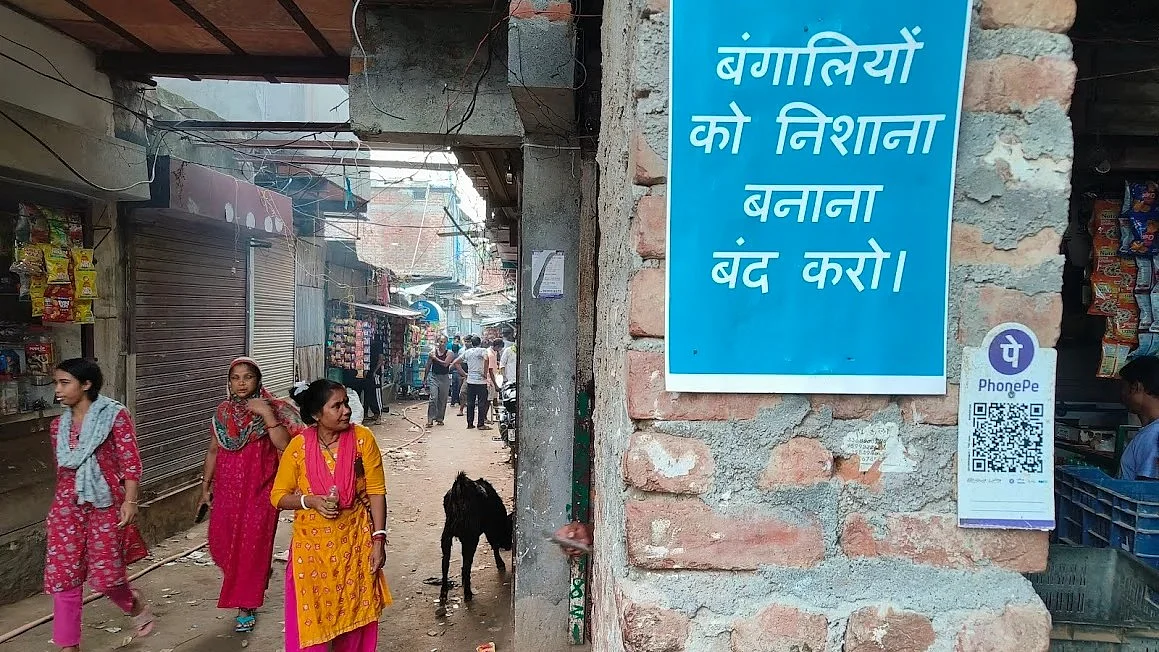 बंगालियों
को निशाना
बनाना
बंद करो।
पे
PhonePe